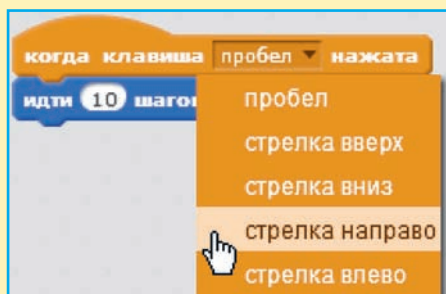 когда клавиша пробел нажата
идти 10 шагов
пробел
стрелка вверх
стрелка вниз
стрелка направо
стрелка влево